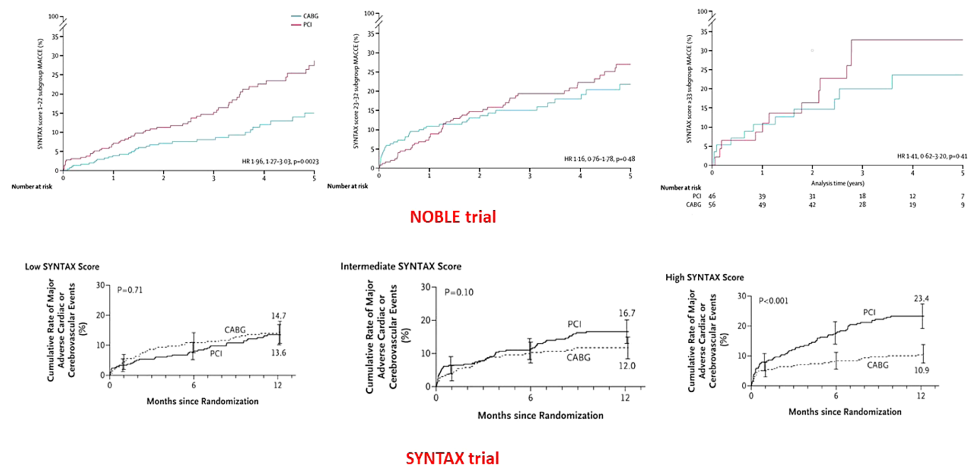 CABG
PCI
SYNTAX score 1–22 subgroup MACCE (%)
100
35
30
25
20
15
10
5
0
HR 1·96, 1·27–3·03, p=0·0023
0 1 2 3 4 5
Number at risk
SYNTAX score 23–32 subgroup MACCE (%)
100
35
30
25
20
15
10
5
0
HR 1·16, 0·76–1·78, p=0·48
0 1 2 3 4 5
Number at risk
SYNTAX score ≥33 subgroup MACCE (%)
100
35
30
25
20
15
10
5
0
HR 1·41, 0·62–3·20, p=0·41
0 1 2 3 4 5
Analysis time (years)
Number at risk
PCI 46 39 31 18 12 7
CABG 56 49 42 28 19 9
NOBLE trial
Low SYNTAX Score
Cumulative Rate of Major
Adverse Cardiac or
Cerebrovascular Events
(%)
30
20
10
0
P=0.71
CABG
PCI
14.7
13.6
0 6 12
Months since Randomization
Intermediate SYNTAX Score
Cumulative Rate of Major
Adverse Cardiac or
Cerebrovascular Events
(%)
30
20
10
0
P=0.10
PCI
CABG
16.7
12.0
0 6 12
Months since Randomization
High SYNTAX Score
Cumulative Rate of Major
Adverse Cardiac or
Cerebrovascular Events
(%)
30
20
10
0
P<0.001
PCI
CABG
23.4
10.9
0 6 12
Months since Randomization
SYNTAX trial